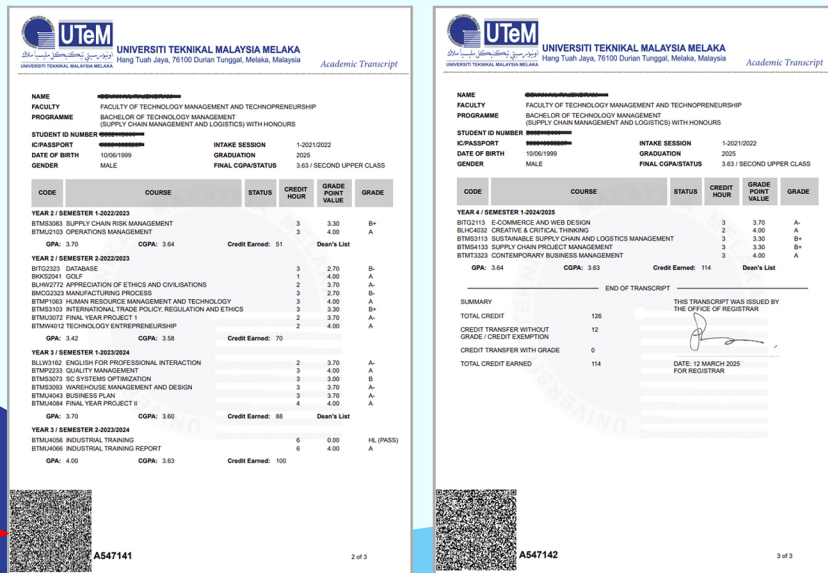 UTeM
اونيۏرسيتي تيكنيكل مليسيا ملاك
UNIVERSITI TEKNIKAL MALAYSIA MELAKA
UNIVERSITI TEKNIKAL MALAYSIA MELAKA
Hang Tuah Jaya, 76100 Durian Tunggal, Melaka, Malaysia
Academic Transcript
NAME
FACULTY FACULTY OF TECHNOLOGY MANAGEMENT AND TECHNOPRENEURSHIP
PROGRAMME BACHELOR OF TECHNOLOGY MANAGEMENT
(SUPPLY CHAIN MANAGEMENT AND LOGISTICS) WITH HONOURS
STUDENT ID NUMBER
IC/PASSPORT INTAKE SESSION 1-2021/2022
DATE OF BIRTH 10/06/1999 GRADUATION 2025
GENDER MALE FINAL CGPA/STATUS 3.63 / SECOND UPPER CLASS
CODE COURSE STATUS CREDIT HOUR GRADE POINT VALUE GRADE
YEAR 2 / SEMESTER 1-2022/2023
BTMS3083 SUPPLY CHAIN RISK MANAGEMENT 3 3.30 B+
BTMU2103 OPERATIONS MANAGEMENT 3 4.00 A
GPA: 3.70 CGPA: 3.64 Credit Earned: 51 Dean's List
YEAR 2 / SEMESTER 2-2022/2023
BITG2323 DATABASE 3 2.70 B-
BKKS2041 GOLF 1 4.00 A
BLHW2772 APPRECIATION OF ETHICS AND CIVILISATIONS 2 3.70 A-
BMCG2323 MANUFACTURING PROCESS 3 2.70 B-
BTMP1063 HUMAN RESOURCE MANAGEMENT AND TECHNOLOGY 3 4.00 A
BTMS3103 INTERNATIONAL TRADE POLICY, REGULATION AND ETHICS 3 3.30 B+
BTMU3072 FINAL YEAR PROJECT 1 2 3.70 A-
BTMW4012 TECHNOLOGY ENTREPRENEURSHIP 2 4.00 A
GPA: 3.42 CGPA: 3.58 Credit Earned: 70
YEAR 3 / SEMESTER 1-2023/2024
BLLW3162 ENGLISH FOR PROFESSIONAL INTERACTION 2 3.70 A-
BTMP2233 QUALITY MANAGEMENT 3 4.00 A
BTMS3073 SC SYSTEMS OPTIMIZATION 3 3.00 B
BTMS3093 WAREHOUSE MANAGEMENT AND DESIGN 3 3.70 A-
BTMU4043 BUSINESS PLAN 3 3.70 A-
BTMU4084 FINAL YEAR PROJECT II 4 4.00 A
GPA: 3.70 CGPA: 3.60 Credit Earned: 88 Dean's List
YEAR 3 / SEMESTER 2-2023/2024
BTMU4056 INDUSTRIAL TRAINING 6 0.00 HL (PASS)
BTMU4066 INDUSTRIAL TRAINING REPORT 6 4.00 A
GPA: 4.00 CGPA: 3.63 Credit Earned: 100
A547141
2 of 3
UTeM
اونيۏرسيتي تيكنيكل مليسيا ملاك
UNIVERSITI TEKNIKAL MALAYSIA MELAKA
UNIVERSITI TEKNIKAL MALAYSIA MELAKA
Hang Tuah Jaya, 76100 Durian Tunggal, Melaka, Malaysia
Academic Transcript
NAME
FACULTY FACULTY OF TECHNOLOGY MANAGEMENT AND TECHNOPRENEURSHIP
PROGRAMME BACHELOR OF TECHNOLOGY MANAGEMENT
(SUPPLY CHAIN MANAGEMENT AND LOGISTICS) WITH HONOURS
STUDENT ID NUMBER
IC/PASSPORT INTAKE SESSION 1-2021/2022
DATE OF BIRTH 10/06/1999 GRADUATION 2025
GENDER MALE FINAL CGPA/STATUS 3.63 / SECOND UPPER CLASS
CODE COURSE STATUS CREDIT HOUR GRADE POINT VALUE GRADE
YEAR 4 / SEMESTER 1-2024/2025
BITG2113 E-COMMERCE AND WEB DESIGN 3 3.70 A-
BLHC4032 CREATIVE & CRITICAL THINKING 2 4.00 A
BTMS3113 SUSTAINABLE SUPPLY CHAIN AND LOGSTICS MANAGEMENT 3 3.30 B+
BTMS4133 SUPPLY CHAIN PROJECT MANAGEMENT 3 3.30 B+
BTMT3323 CONTEMPORARY BUSINESS MANAGEMENT 3 4.00 A
GPA: 3.64 CGPA: 3.63 Credit Earned: 114 Dean's List
END OF TRANSCRIPT
SUMMARY THIS TRANSCRIPT WAS ISSUED BY
THE OFFICE OF REGISTRAR
TOTAL CREDIT 126
CREDIT TRANSFER WITHOUT 12
GRADE / CREDIT EXEMPTION
CREDIT TRANSFER WITH GRADE 0
TOTAL CREDIT EARNED 114 DATE: 12 MARCH 2025
FOR REGISTRAR
A547142
3 of 3